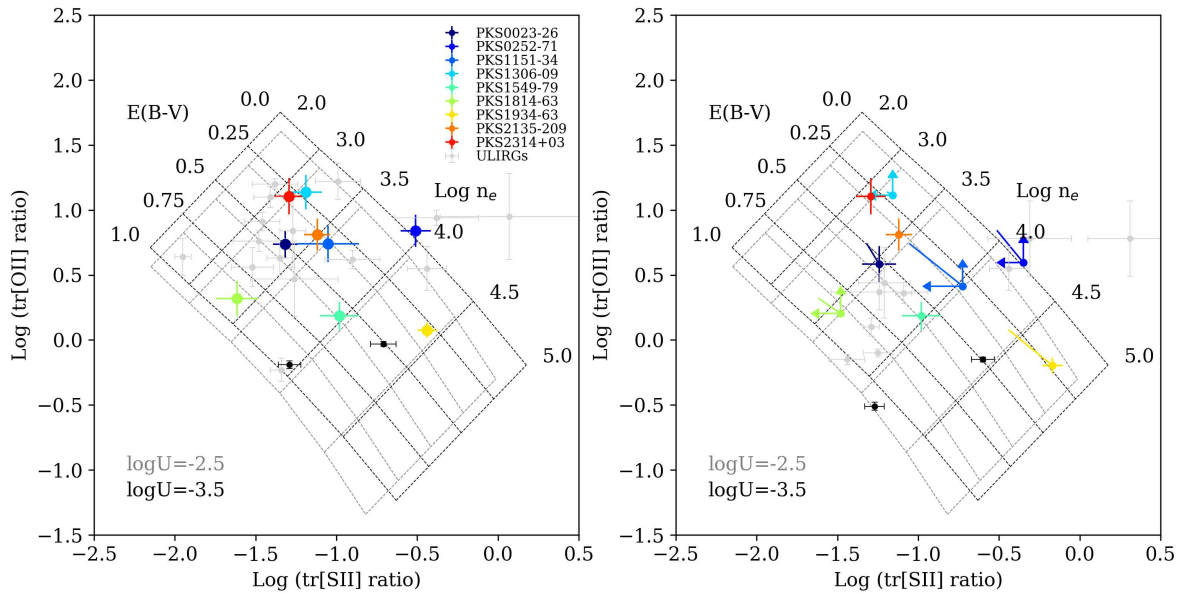 2.5
2.0
1.5
1.0
0.5
0.0
−0.5
−1.0
−1.5
Log (tr[OII] ratio)
−2.5
−2.0
−1.5
−1.0
−0.5
0.0
0.5
Log (tr[SII] ratio)
PKS0023-26
PKS0252-71
PKS1151-34
PKS1306-09
PKS1549-79
PKS1814-63
PKS1934-63
PKS2135-209
PKS2314+03
ULIRGs
E(B-V)
0.0
0.25
0.5
0.75
1.0
2.0
3.0
3.5
Log ne
4.0
4.5
5.0
logU=-2.5
logU=-3.5
2.5
2.0
1.5
1.0
0.5
0.0
−0.5
−1.0
−1.5
Log (tr[OII] ratio)
−2.5
−2.0
−1.5
−1.0
−0.5
0.0
0.5
Log (tr[SII] ratio)
E(B-V)
0.0
0.25
0.5
0.75
1.0
2.0
3.0
3.5
Log ne
4.0
4.5
5.0
logU=-2.5
logU=-3.5